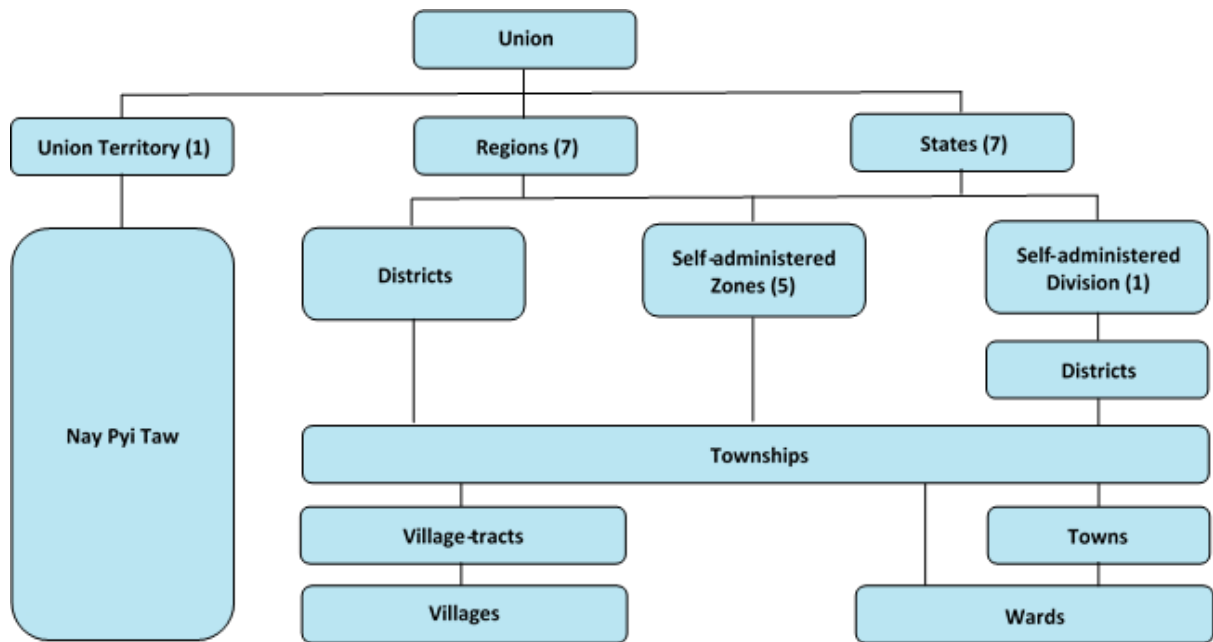 Union
Union Territory (1)
Regions (7)
States (7)
Nay Pyi Taw
Districts
Self-administered
Zones (5)
Self-administered
Division (1)
Districts
Townships
Village-tracts
Towns
Villages
Wards